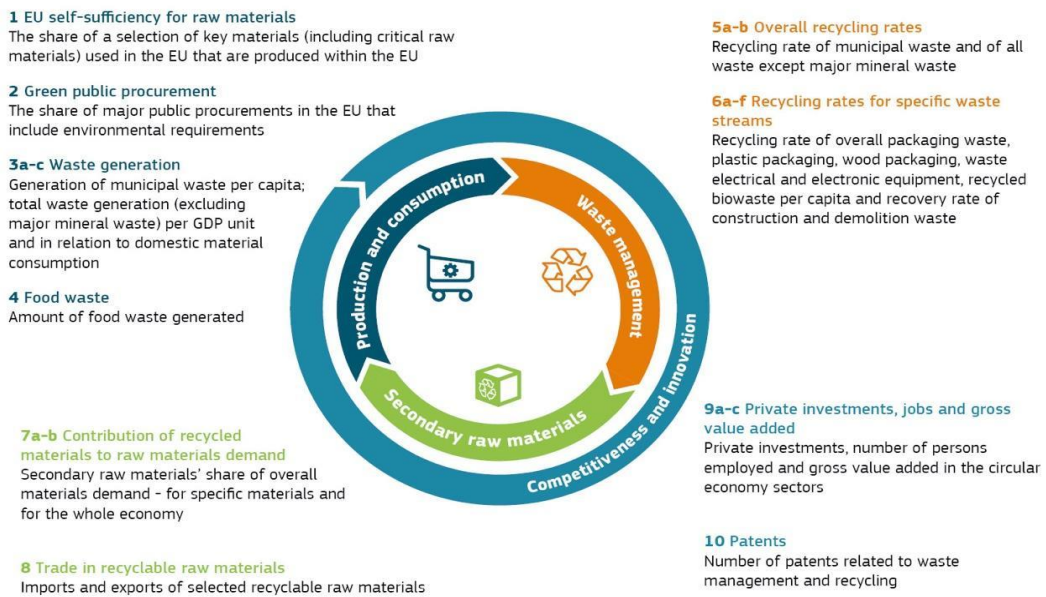 1 EU self-sufficiency for raw materials
The share of a selection of key materials (including critical raw
materials) used in the EU that are produced within the EU
2 Green public procurement
The share of major public procurements in the EU that
include environmental requirements
3a-c Waste generation
Generation of municipal waste per capita;
total waste generation (excluding
major mineral waste) per GDP unit
and in relation to domestic material
consumption
4 Food waste
Amount of food waste generated
5a-b Overall recycling rates
Recycling rate of municipal waste and of all
waste except major mineral waste
6a-f Recycling rates for specific waste
streams
Recycling rate of overall packaging waste,
plastic packaging, wood packaging, waste
electrical and electronic equipment, recycled
biowaste per capita and recovery rate of
construction and demolition waste
Production and consumption
Waste management
Secondary raw materials
Competitiveness and innovation
7a-b Contribution of recycled
materials to raw materials demand
Secondary raw materials' share of overall
materials demand - for specific materials and
for the whole economy
8 Trade in recyclable raw materials
Imports and exports of selected recyclable raw materials
9a-c Private investments, jobs and gross
value added
Private investments, number of persons
employed and gross value added in the circular
economy sectors
10 Patents
Number of patents related to waste
management and recycling